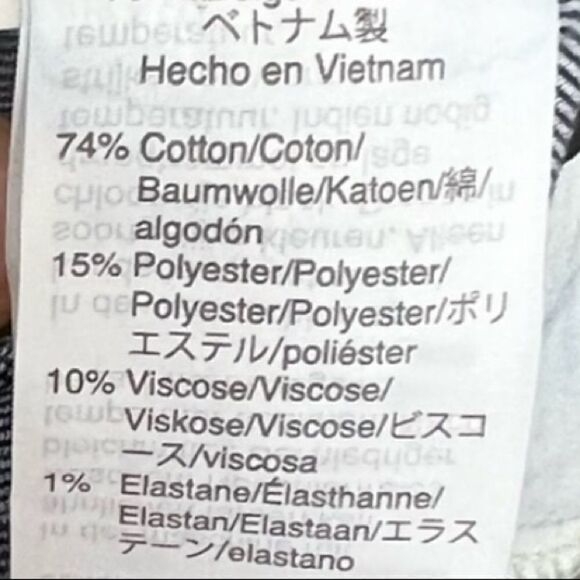 ベトナム製
Hecho en Vietnam
74% Cotton/Coton/
Baumwolle/Katoen/綿/
algodón
15% Polyester/Polyester/
Polyester/Polyester/ポリ
エステル/poliéster
10% Viscose/Viscose/
Viskose/Viscose/ビスコ
ース/viscosa
1% Elastane/Élasthanne/
Elastan/Elastaan/エラス
テーン/elastano